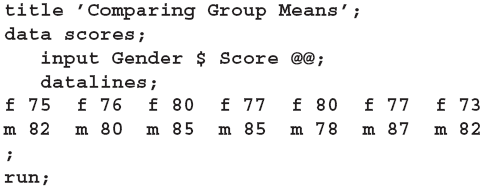 title 'Comparing Group Means';
data scores;
input Gender $ Score @@;
datalines;
f 75 f 76 f 80 f 77 f 80 f 77 f 73
m 82 m 80 m 85 m 85 m 78 m 87 m 82
;
run;